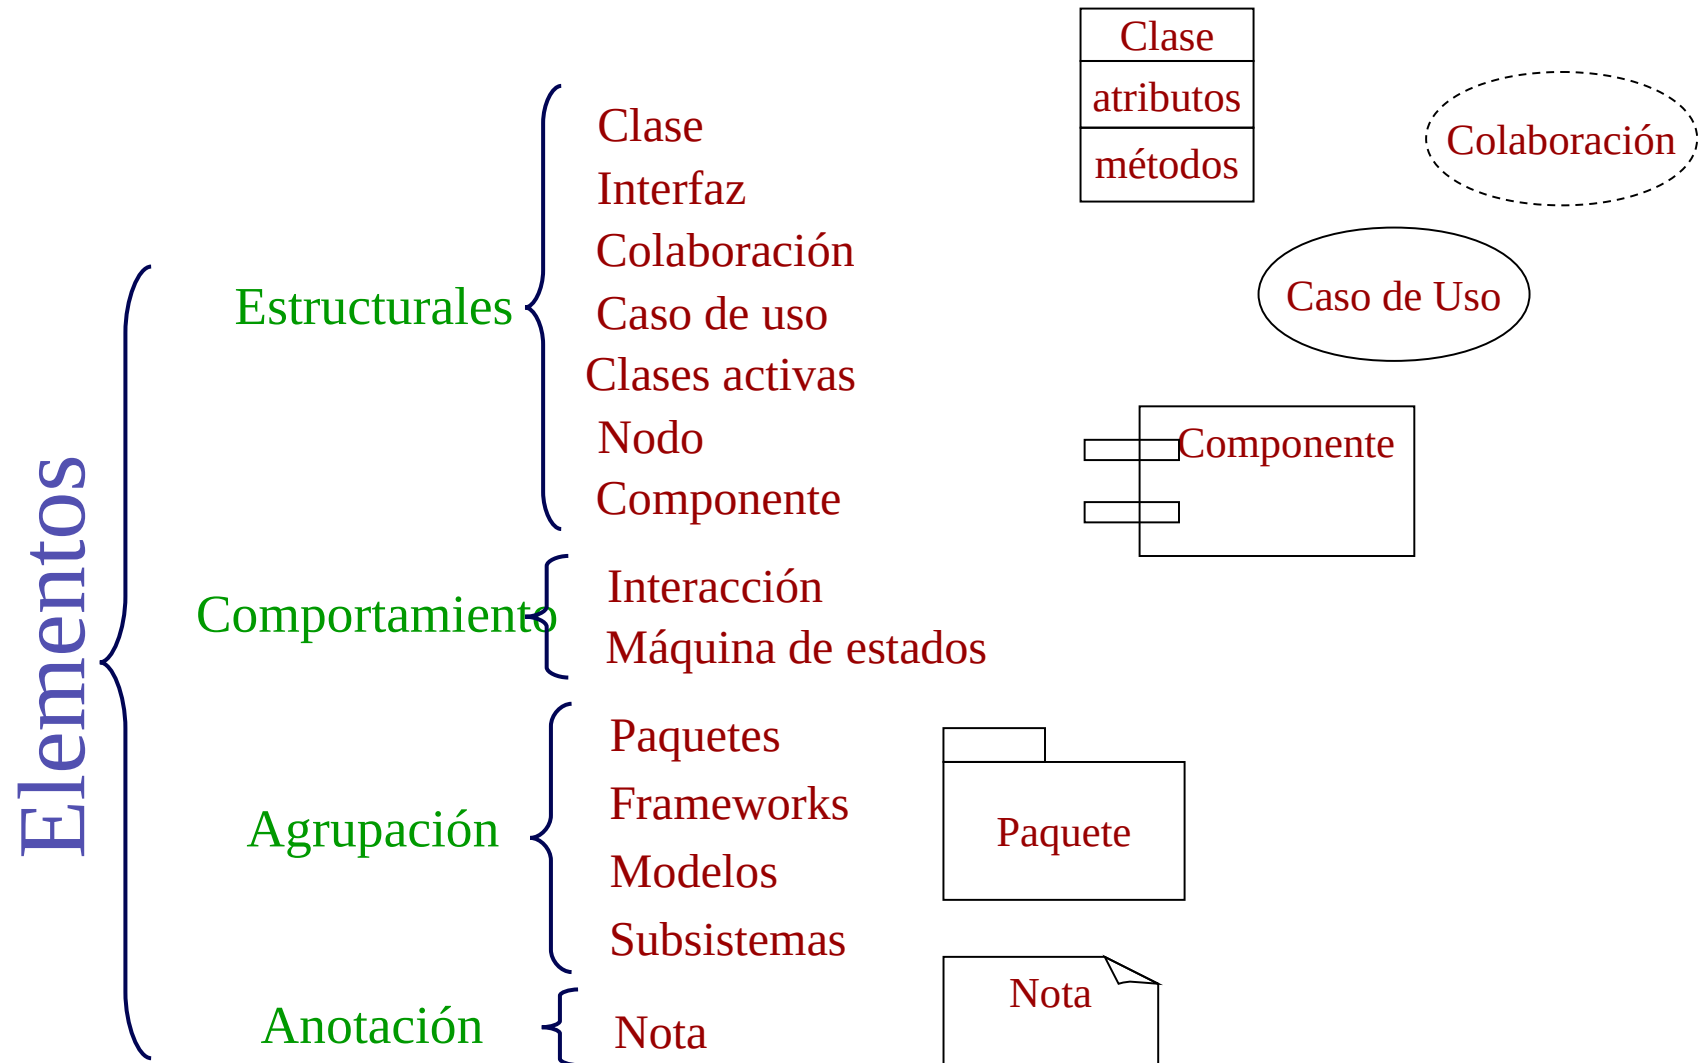 Elementos
Estructurales
Clase
Interfaz
Colaboración
Caso de uso
Clases activas
Nodo
Componente
Comportamiento
Interacción
Máquina de estados
Agrupación
Paquetes
Frameworks
Modelos
Subsistemas
Anotación
Nota
Clase
atributos
métodos
Colaboración
Caso de Uso
Componente
Paquete
Nota